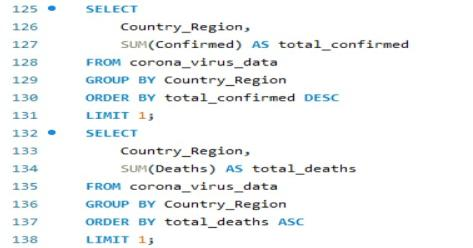 125 ● SELECT
126 Country_Region,
127 SUM(Confirmed) AS total_confirmed
128 FROM corona_virus_data
129 GROUP BY Country_Region
130 ORDER BY total_confirmed DESC
131 LIMIT 1;
132 ● SELECT
133 Country_Region,
134 SUM(Deaths) AS total_deaths
135 FROM corona_virus_data
136 GROUP BY Country_Region
137 ORDER BY total_deaths ASC
138 LIMIT 1;